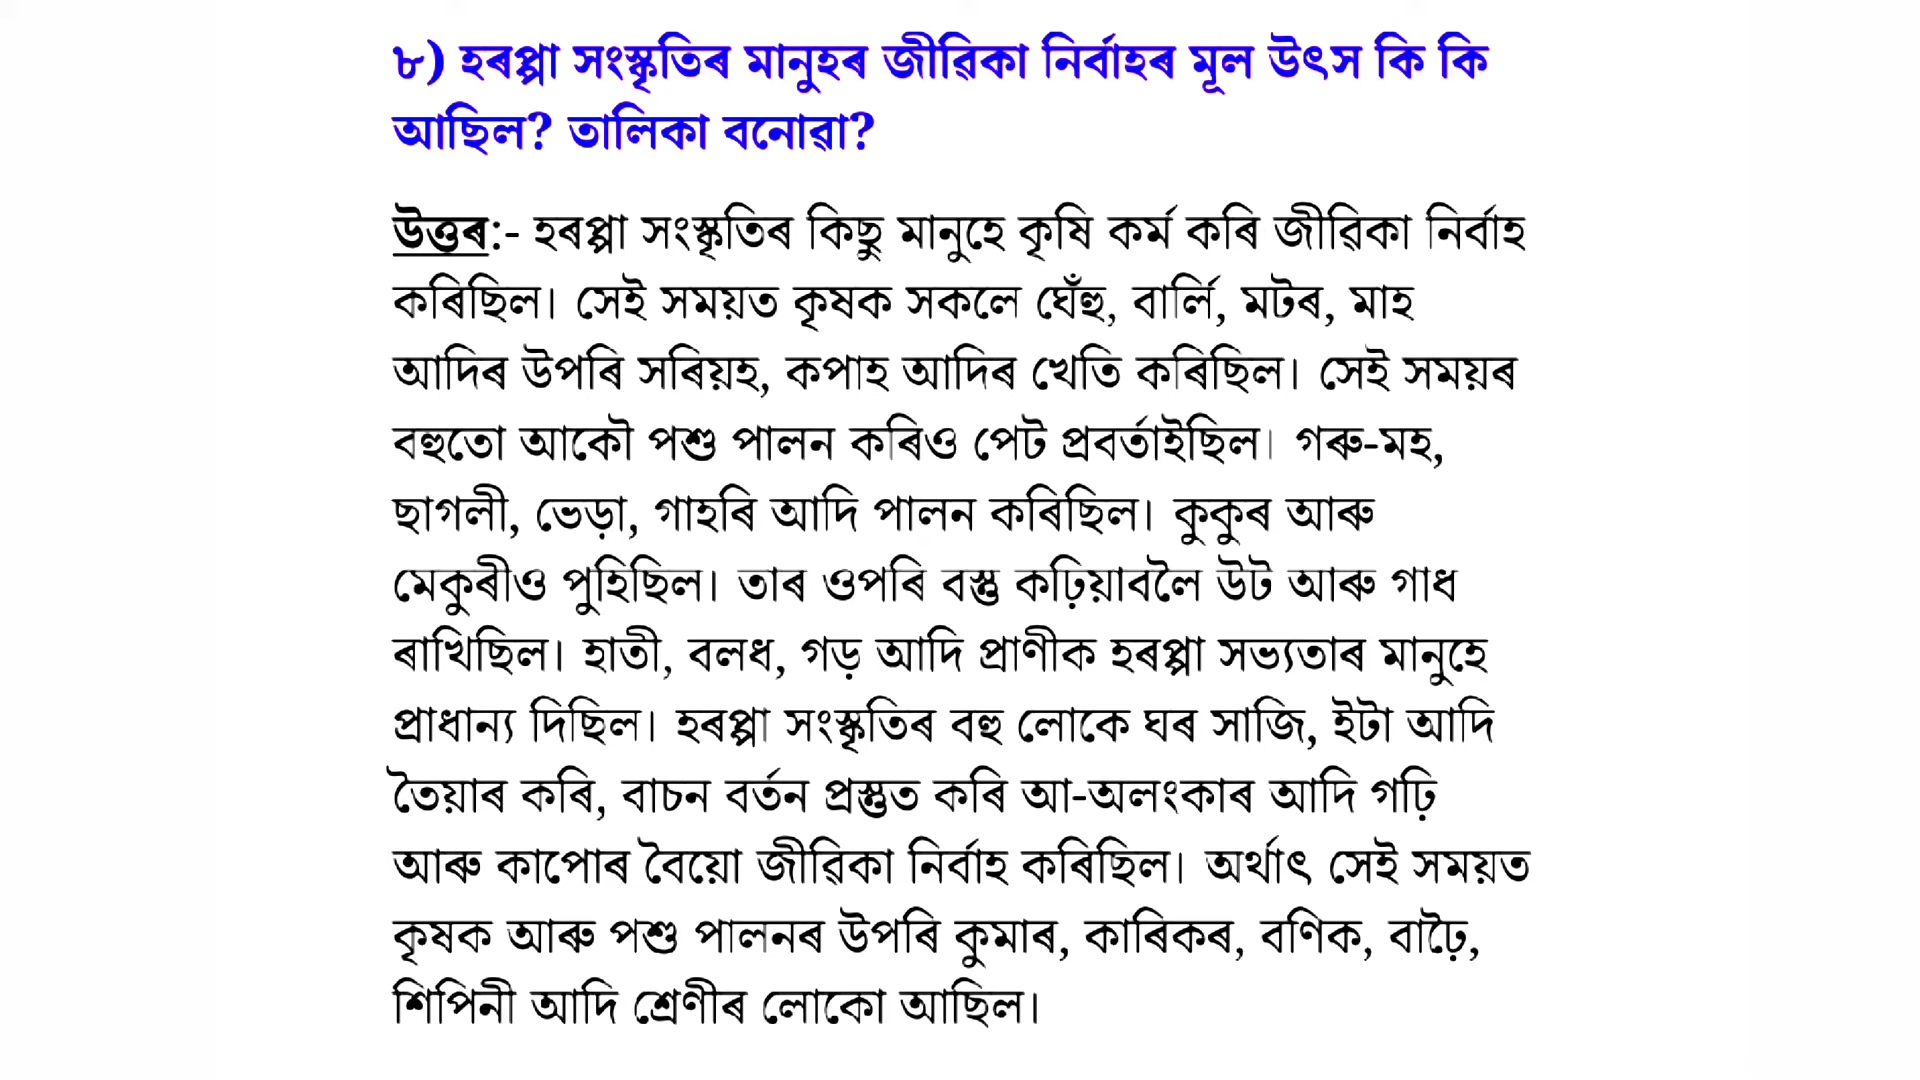 ৮) হৰপ্পা সংস্কৃতিৰ মানুহৰ জীৱিকা নিৰ্বাহৰ মূল উৎস কি কি
আছিল? তালিকা বনোৱা?
উত্তৰ:- হৰপ্পা সংস্কৃতিৰ কিছু মানুহে কৃষি কৰ্ম কৰি জীৱিকা নিৰ্বাহ
কৰিছিল। সেই সময়ত কৃষক সকলে ঘেঁহু, বাৰ্লি, মটৰ, মাহ
আদিৰ উপৰি সৰিয়হ, কপাহ আদিৰ খেতি কৰিছিল। সেই সময়ৰ
বহুতো আকৌ পশু পালন কৰিও পেট প্ৰবৰ্তাইছিল। গৰু-মহ,
ছাগলী, ভেড়া, গাহৰি আদি পালন কৰিছিল। কুকুৰ আৰু
মেকুৰীও পুহিছিল। তাৰ ওপৰি বস্তু কঢ়িয়াবলৈ উট আৰু গাধ
ৰাখিছিল। হাতী, বলধ, গড় আদি প্ৰাণীক হৰপ্পা সভ্যতাৰ মানুহে
প্ৰাধান্য দিছিল। হৰপ্পা সংস্কৃতিৰ বহু লোকে ঘৰ সাজি, ইটা আদি
তৈয়াৰ কৰি, বাচন বৰ্তন প্ৰস্তুত কৰি আ-অলংকাৰ আদি গঢ়ি
আৰু কাপোৰ বৈয়ো জীৱিকা নিৰ্বাহ কৰিছিল। অৰ্থাৎ সেই সময়ত
কৃষক আৰু পশু পালনৰ উপৰি কুমাৰ, কাৰিকৰ, বণিক, বাঢ়ৈ,
শিপিনী আদি শ্ৰেণীৰ লোকো আছিল।